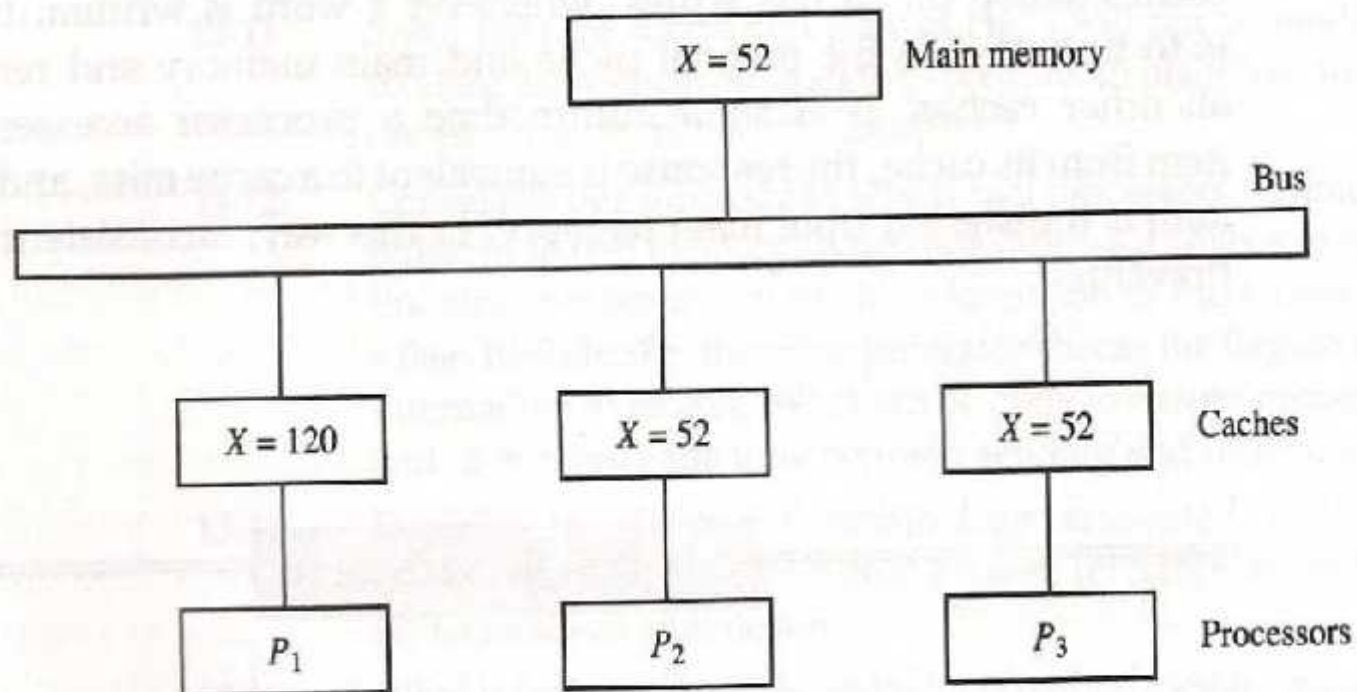 X = 52 Main memory
Bus
X = 120 X = 52 X = 52 Caches
P₁ P₂ P₃ Processors